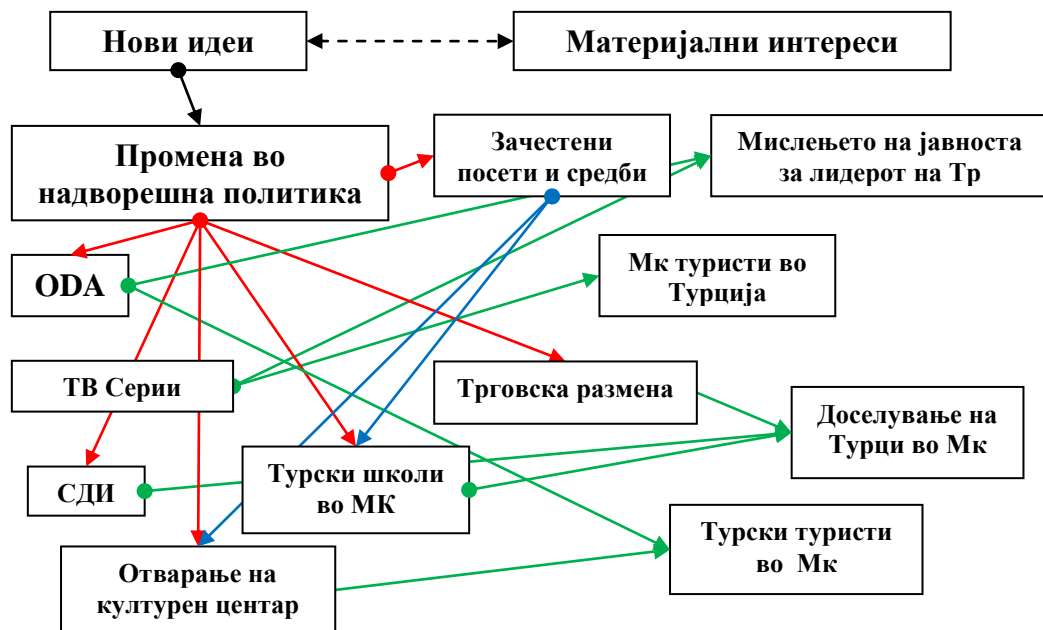 Нови идеи
Материјални интереси
Промена во
надворешна политика
Зачестени
посети и средби
Мислењето на јавноста
за лидерот на Тр
ODA
Мк туристи во
Турција
ТВ Серии
Трговска размена
Доселување на
Турци во Мк
СДИ
Турски школи
во МК
Турски туристи
во Мк
Отварање на
културен центар